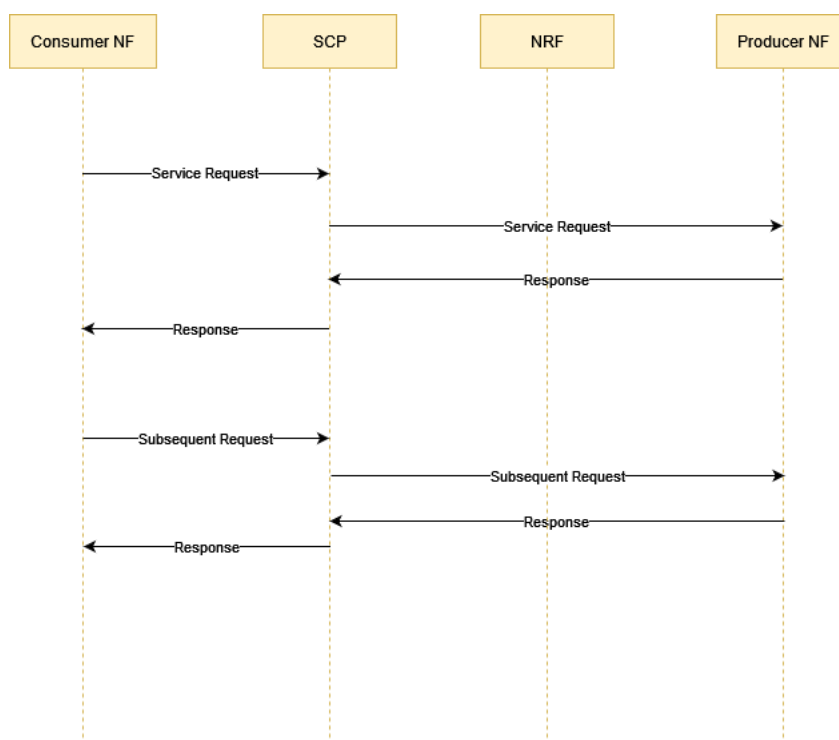 Consumer NF
SCP
NRF
Producer NF
Service Request
Service Request
Response
Response
Subsequent Request
Subsequent Request
Response
Response